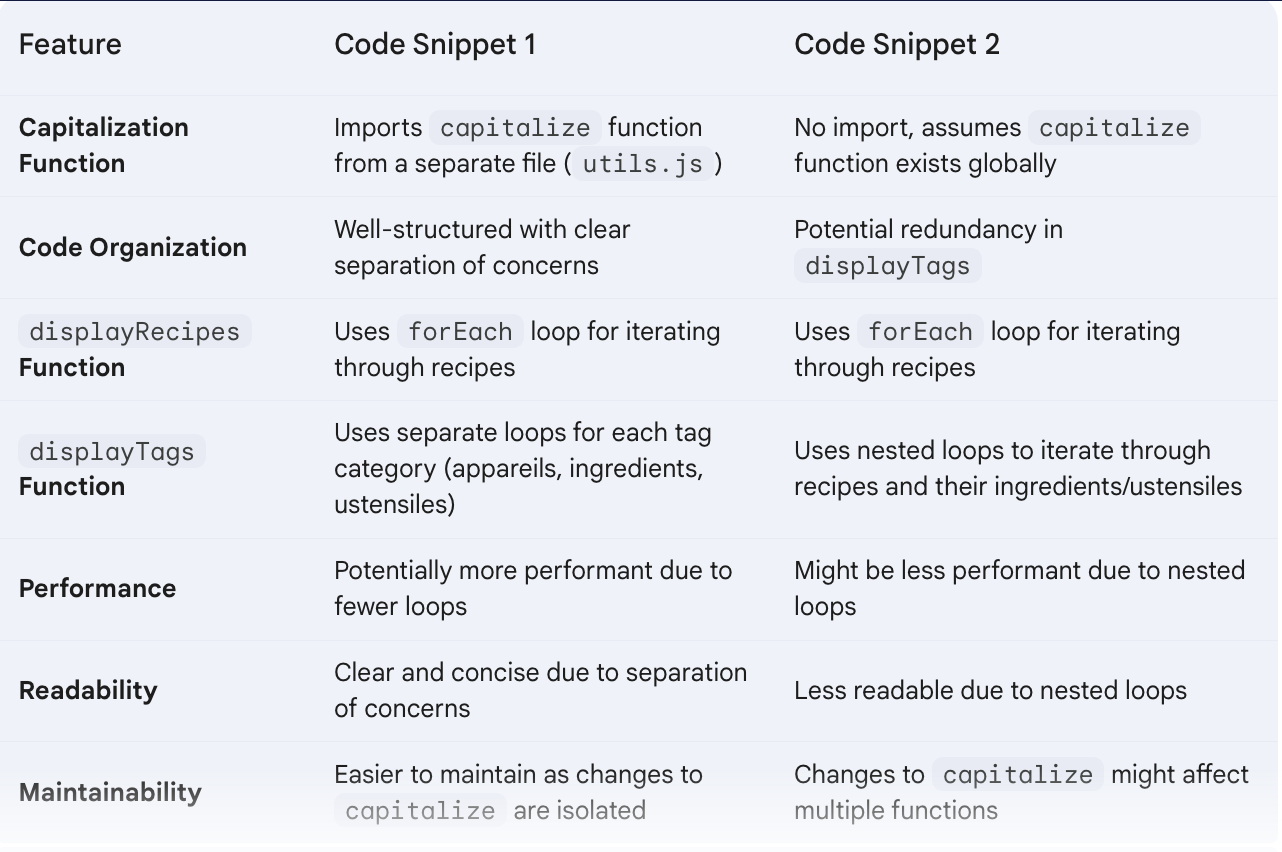 Feature
Code Snippet 1
Code Snippet 2
Capitalization
Function
Imports capitalize function
from a separate file ( utils.js )
No import, assumes capitalize
function exists globally
Code Organization
Well-structured with clear
separation of concerns
Potential redundancy in
displayTags
displayRecipes
Function
Uses forEach loop for iterating
through recipes
Uses forEach loop for iterating
through recipes
displayTags
Function
Uses separate loops for each tag
category (appareils, ingredients,
ustensiles)
Uses nested loops to iterate through
recipes and their ingredients/ustensiles
Performance
Potentially more performant due to
fewer loops
Might be less performant due to nested
loops
Readability
Clear and concise due to separation
of concerns
Less readable due to nested loops
Maintainability
Easier to maintain as changes to
capitalize are isolated
Changes to capitalize might affect
multiple functions